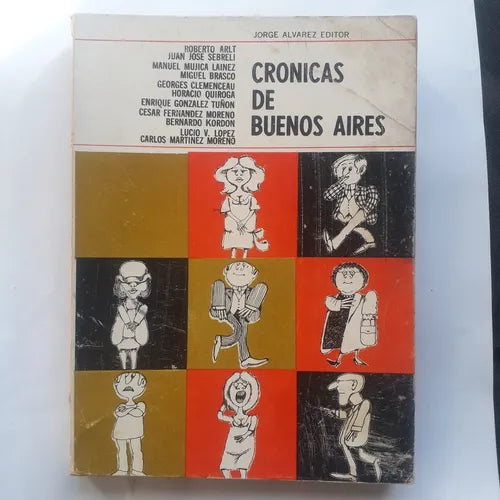 JORGE ALVAREZ EDITOR
ROBERTO ARLT
JUAN JOSE SEBRELI
MANUEL MUJICA LAINEZ
MIGUEL BRASCO
GEORGES CLEMENCEAU
HORACIO QUIROGA
ENRIQUE GONZALEZ TUÑON
CESAR FERNANDEZ MORENO
BERNARDO KORDON
LUCIO V. LOPEZ
CARLOS MARTINEZ MORENO
CRONICAS
DE
BUENOS AIRES